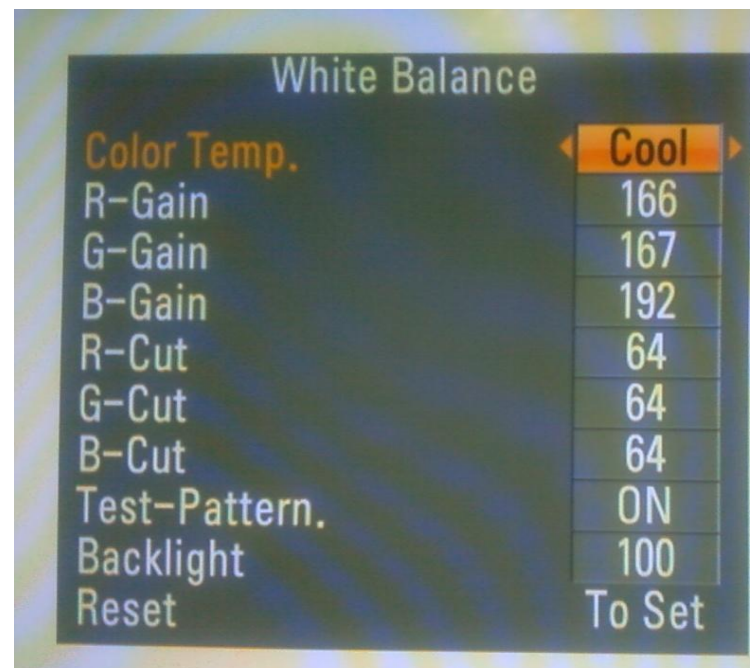 White Balance
Color Temp. Cool
R-Gain 166
G-Gain 167
B-Gain 192
R-Cut 64
G-Cut 64
B-Cut 64
Test-Pattern. ON
Backlight 100
Reset To Set